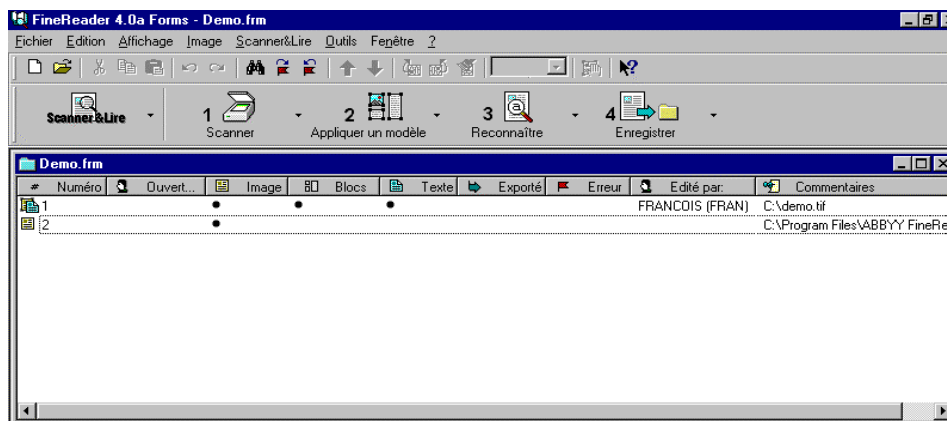 FineReader 4.0a Forms - Demo.frm
Fichier Edition Affichage Image Scanner&Lire Outils Fenêtre ?
Scanner&Lire 1 2 3 4
Scanner Appliquer un modèle Reconnaître Enregistrer
Demo.frm
# Numéro Ouvert... Image Blocs Texte Exporté Erreur Edité par: Commentaires
1 FRANCOIS (FRAN) C:\demo.tif
2 C:\Program Files\ABBYY FineRe